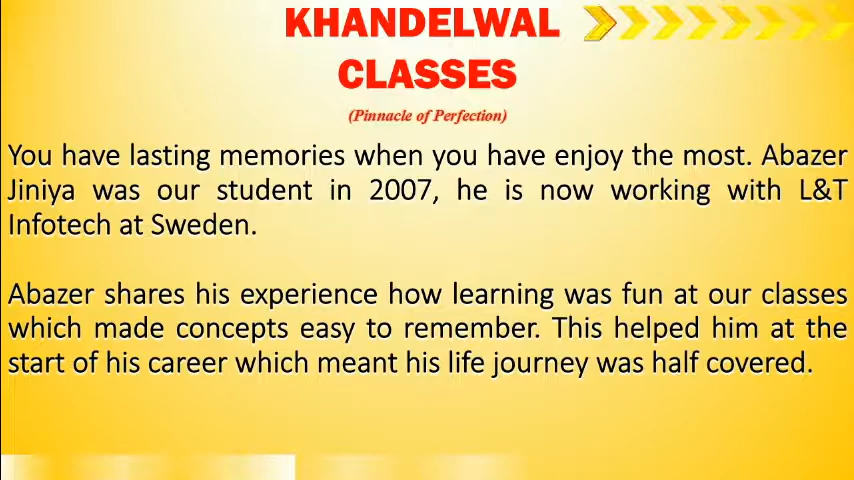 KHANDELWAL
CLASSES
(Pinnacle of Perfection)
You have lasting memories when you have enjoy the most. Abazer
Jiniya was our student in 2007, he is now working with L&T
Infotech at Sweden.
Abazer shares his experience how learning was fun at our classes
which made concepts easy to remember. This helped him at the
start of his career which meant his life journey was half covered.